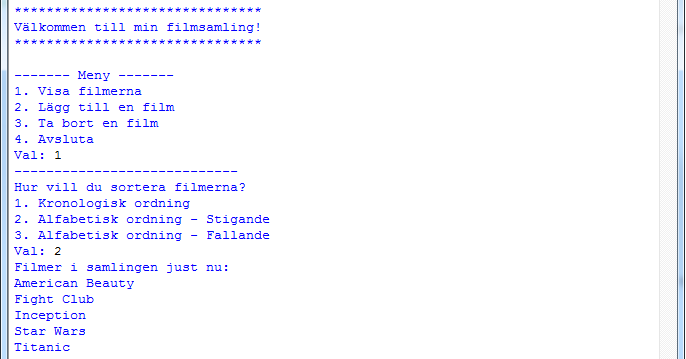 *******************************
Välkommen till min filmsamling!
*******************************
------- Meny -------
1. Visa filmerna
2. Lägg till en film
3. Ta bort en film
4. Avsluta
Val: 1
----------------------------
Hur vill du sortera filmerna?
1. Kronologisk ordning
2. Alfabetisk ordning - Stigande
3. Alfabetisk ordning - Fallande
Val: 2
Filmer i samlingen just nu:
American Beauty
Fight Club
Inception
Star Wars
Titanic